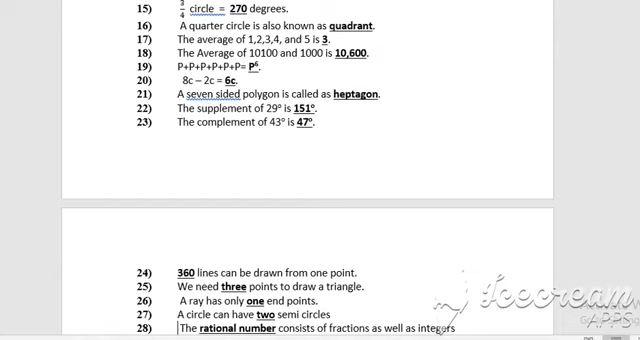 15) 3/4 circle = 270 degrees.
16) A quarter circle is also known as quadrant.
17) The average of 1,2,3,4, and 5 is 3.
18) The Average of 10100 and 1000 is 10,600.
19) P+P+P+P+P+P= P⁶.
20) 8c – 2c = 6c.
21) A seven sided polygon is called as heptagon.
22) The supplement of 29° is 151°.
23) The complement of 43° is 47°.
24) 360 lines can be drawn from one point.
25) We need three points to draw a triangle.
26) A ray has only one end points.
27) A circle can have two semi circles
28) The rational number consists of fractions as well as integers
Icecream
APPS